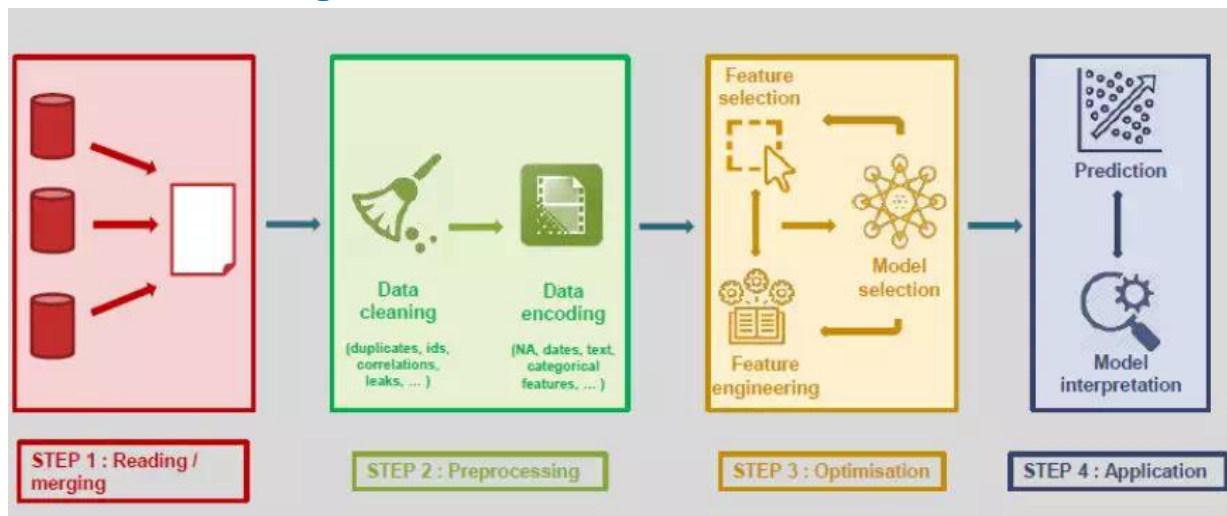 Feature
selection
Prediction
Data
cleaning
(duplicates, ids,
correlations,
leaks, ... )
Data
encoding
(NA, dates, text,
categorical
features, ... )
Model
selection
Feature
engineering
Model
interpretation
STEP 1 : Reading /
merging
STEP 2 : Preprocessing
STEP 3 : Optimisation
STEP 4 : Application